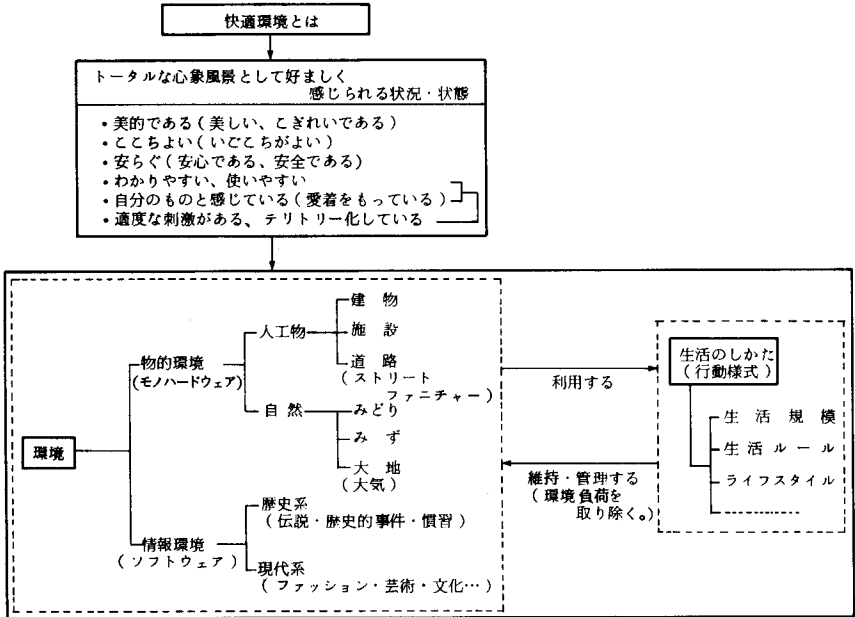 快適環境とは
トータルな心象風景として好ましく
感じられる状況・状態
・美的である(美しい、こぎれいである)
・ここちよい(いごこちがよい)
・安らぐ(安心である、安全である)
・わかりやすい、使いやすい
・自分のものと感じている(愛着をもっている)
・適度な刺激がある、テリトリー化している
環境
物的環境
(モノハードウェア)
人工物
建物
施設
道路
(ストリート
ファニチャー)
自然
みどり
みず
大地
(大気)
情報環境
(ソフトウェア)
歴史系
(伝説・歴史的事件・慣習)
現代系
(ファッション・芸術・文化…)
利用する
維持・管理する
(環境負荷を
取り除く。)
生活のしかた
(行動様式)
生活規模
生活ルール
ライフスタイル